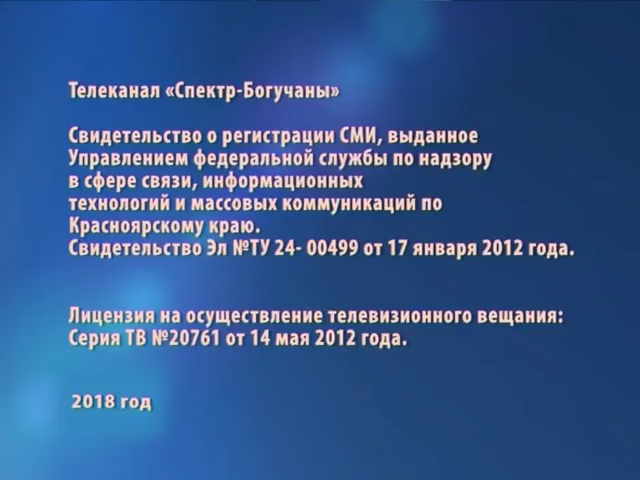 Телеканал «Спектр-Богучаны»
Свидетельство о регистрации СМИ, выданное
Управлением федеральной службы по надзору
в сфере связи, информационных
технологий и массовых коммуникаций по
Красноярскому краю.
Свидетельство Эл №ТУ 24- 00499 от 17 января 2012 года.
Лицензия на осуществление телевизионного вещания:
Серия ТВ №20761 от 14 мая 2012 года.
2018 год